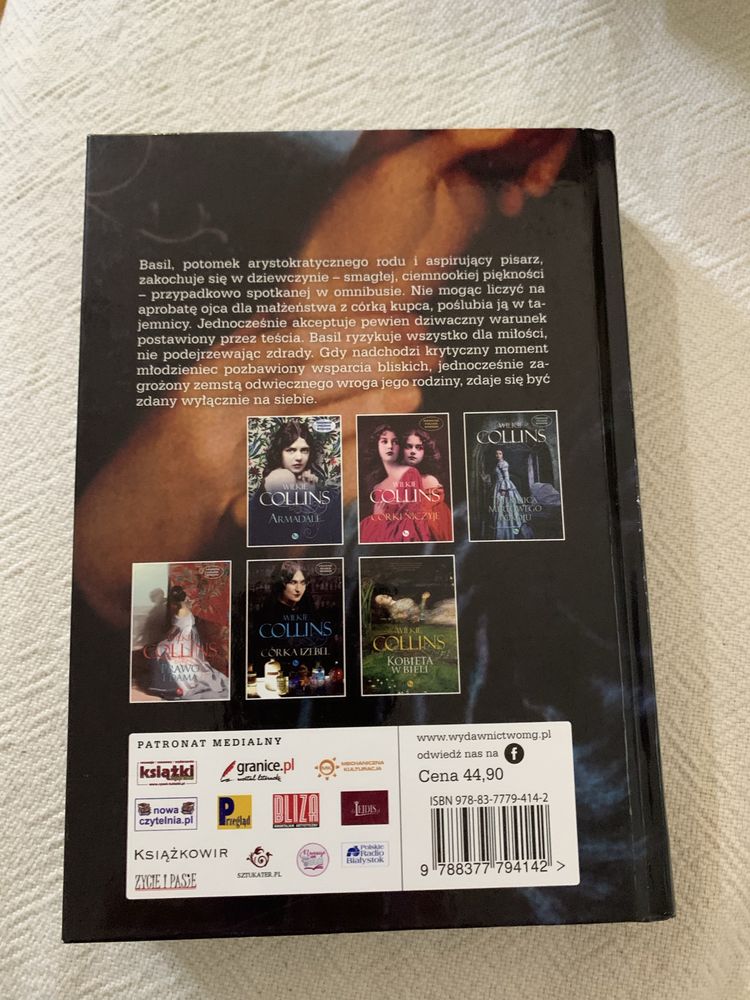 Basil, potomek arystokratycznego rodu i aspirujący pisarz,
zakochuje się w dziewczynie – smagłej, ciemnookiej piękności
– przypadkowo spotkanej w omnibusie. Nie mogąc liczyć na
aprobatę ojca dla małżeństwa z córką kupca, poślubia ją w ta-
jemnicy. Jednocześnie akceptuje pewien dziwaczny warunek
postawiony przez teścia. Basil ryzykuje wszystko dla miłości,
nie podejrzewając zdrady. Gdy nadchodzi krytyczny moment
młodzieniec pozbawiony wsparcia bliskich, jednocześnie za-
grożony zemstą odwiecznego wroga jego rodziny, zdaje się być
zdany wyłącznie na siebie.
WILKIE
COLLINS
ARMADALE
WILKIE
COLLINS
CÓRKI NICZYJE
WILKIE
COLLINS
COLLINS
DAMA
WILKIE
COLLINS
CÓRKA IZEBEL
WILKIE
COLLINS
KOBIETA
W BIELI
PATRONAT MEDIALNY
książki
granice.pl
MECHANICZNA
KULTURACJA
nowa
czytelnia.pl
Przegląd
BLIZA
KWARTALNIK ARTYSTYCZNY
LEJDIS
KSIĄŻKOWIR
SZTUKATER.PL
Polskie
Radio
Białystok
ŻYCIE I PASJE
www.wydawnictwomg.pl
odwiedź nas na f
Cena 44,90
ISBN 978-83-7779-414-2
9 788377 794142 >